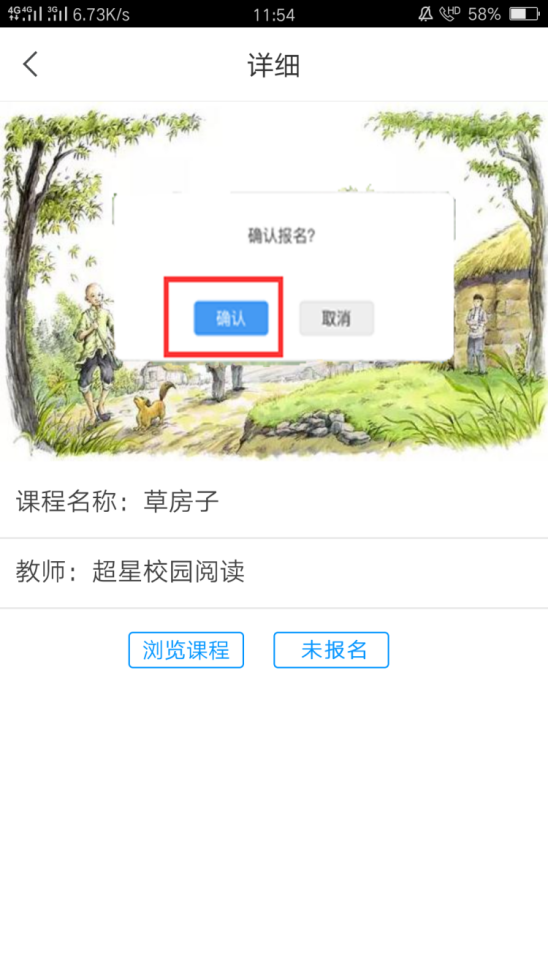 4G 4G 3G 6.73K/s 11:54 HD 58%
详细
确认报名?
确认 取消
课程名称：草房子
教师：超星校园阅读
浏览课程 未报名